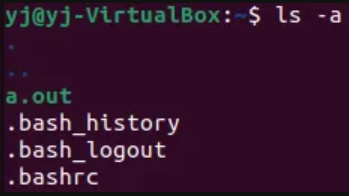 yj@yj-VirtualBox:~$ ls -a
.
..
a.out
.bash_history
.bash_logout
.bashrc